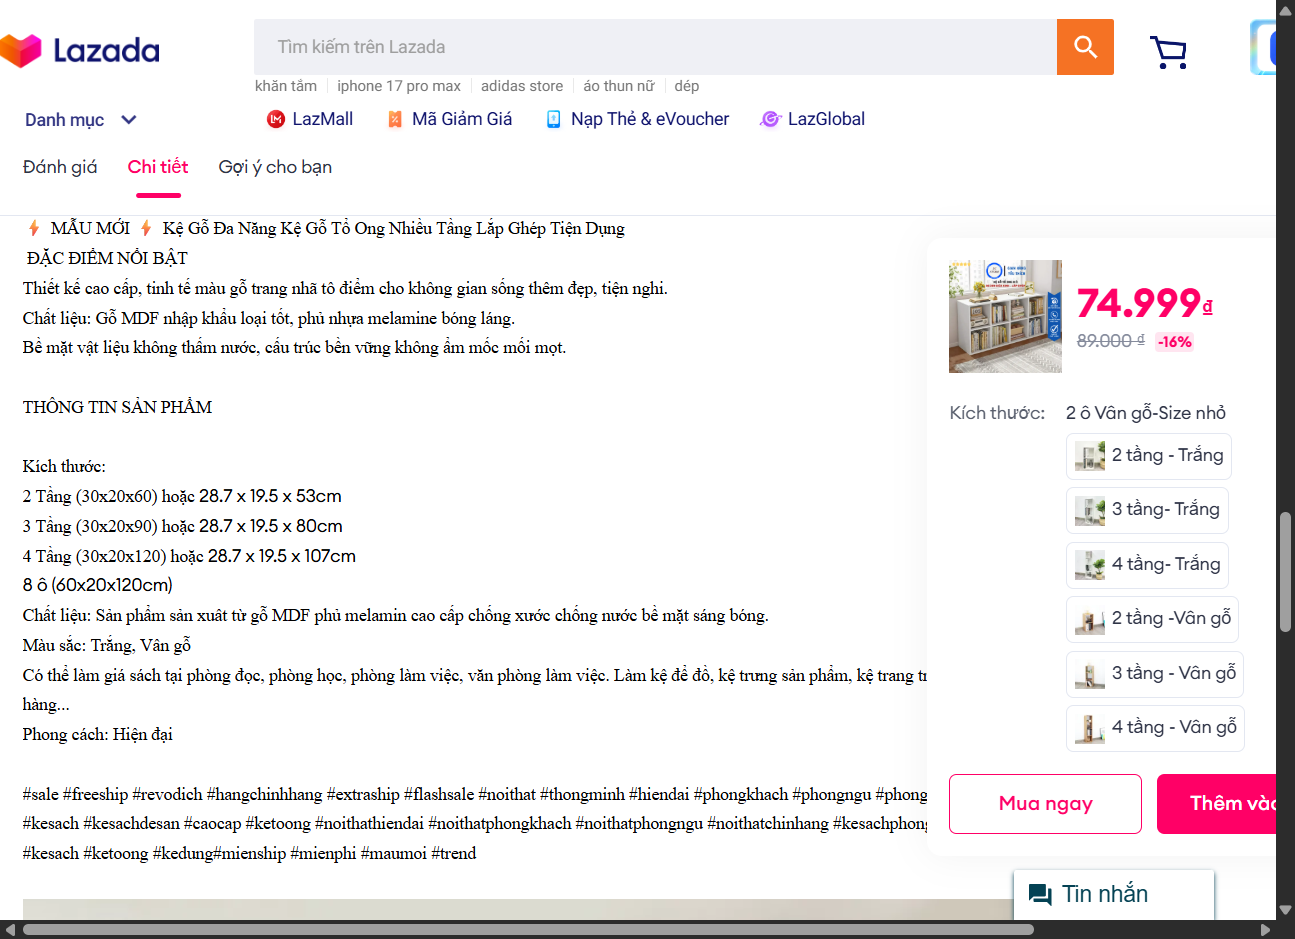 Lazada
Tìm kiếm trên Lazada
khăn tắm
iphone 17 pro max
adidas store
áo thun nữ
dép
Danh mục
LazMall
Mã Giảm Giá
Nạp Thẻ & eVoucher
LazGlobal
Đánh giá
Chi tiết
Gợi ý cho bạn
MẪU MỚI
Kệ Gỗ Đa Năng Kệ Gỗ Tổ Ong Nhiều Tầng Lắp Ghép Tiện Dụng
ĐẶC ĐIỂM NỔI BẬT
Thiết kế cao cấp, tinh tế màu gỗ trang nhã tô điểm cho không gian sống thêm đẹp, tiện nghi.
Chất liệu: Gỗ MDF nhập khẩu loại tốt, phủ nhựa melamine bóng láng.
Bề mặt vật liệu không thấm nước, cấu trúc bền vững không ẩm mốc mối mọt.
THÔNG TIN SẢN PHẨM
Kích thước:
2 Tầng (30x20x60) hoặc 28.7 x 19.5 x 53cm
3 Tầng (30x20x90) hoặc 28.7 x 19.5 x 80cm
4 Tầng (30x20x120) hoặc 28.7 x 19.5 x 107cm
8 ô (60x20x120cm)
Chất liệu: Sản phẩm sản xuât từ gỗ MDF phủ melamin cao cấp chống xước chống nước bề mặt sáng bóng.
Màu sắc: Trắng, Vân gỗ
Có thể làm giá sách tại phòng đọc, phòng học, phòng làm việc, văn phòng làm việc. Làm kệ để đồ, kệ trưng sản phẩm, kệ trang tr
hàng...
Phong cách: Hiện đại
#sale #freeship #revodich #hangchinhhang #extraship #flashsale #noithat #thongminh #hiendai #phongkhach #phongngu #phong
#kesach #kesachdesan #caocap #ketoong #noithathiendai #noithatphongkhach #noithatphongngu #noithatchinhang #kesachphong
#kesach #ketoong #kedung#mienship #mienphi #maumoi #trend
74.999₫
89.000 ₫
-16%
Kích thước:
2 ô Vân gỗ-Size nhỏ
2 tầng - Trắng
3 tầng- Trắng
4 tầng- Trắng
2 tầng -Vân gỗ
3 tầng - Vân gỗ
4 tầng - Vân gỗ
Mua ngay
Thêm và
Tin nhắn